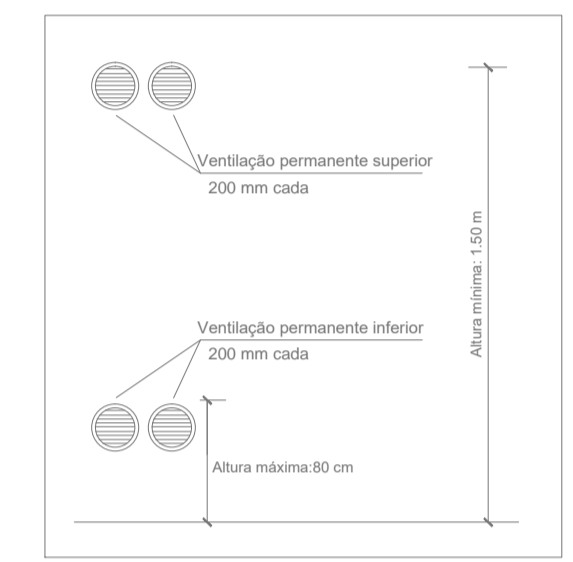 Ventilação permanente superior
200 mm cada
Altura mínima: 1.50 m
Ventilação permanente inferior
200 mm cada
Altura máxima:80 cm